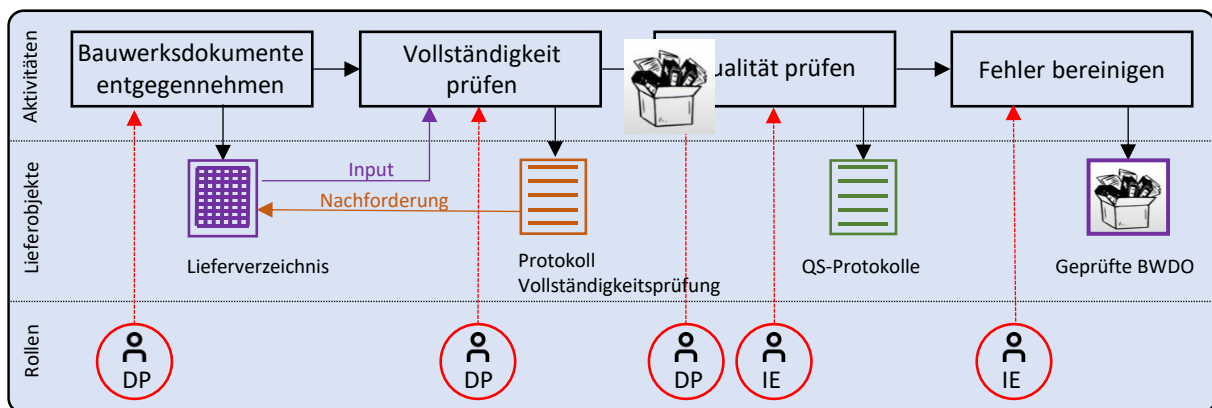 Aktivitäten
Bauwerksdokumente
entgegennehmen
Vollständigkeit
prüfen
ualität prüfen
Fehler bereinigen
Lieferobjekte
Input
Nachforderung
Lieferverzeichnis
Protokoll
Vollständigkeitsprüfung
QS-Protokolle
Geprüfte BWDO
Rollen
DP
DP
DP
IE
IE